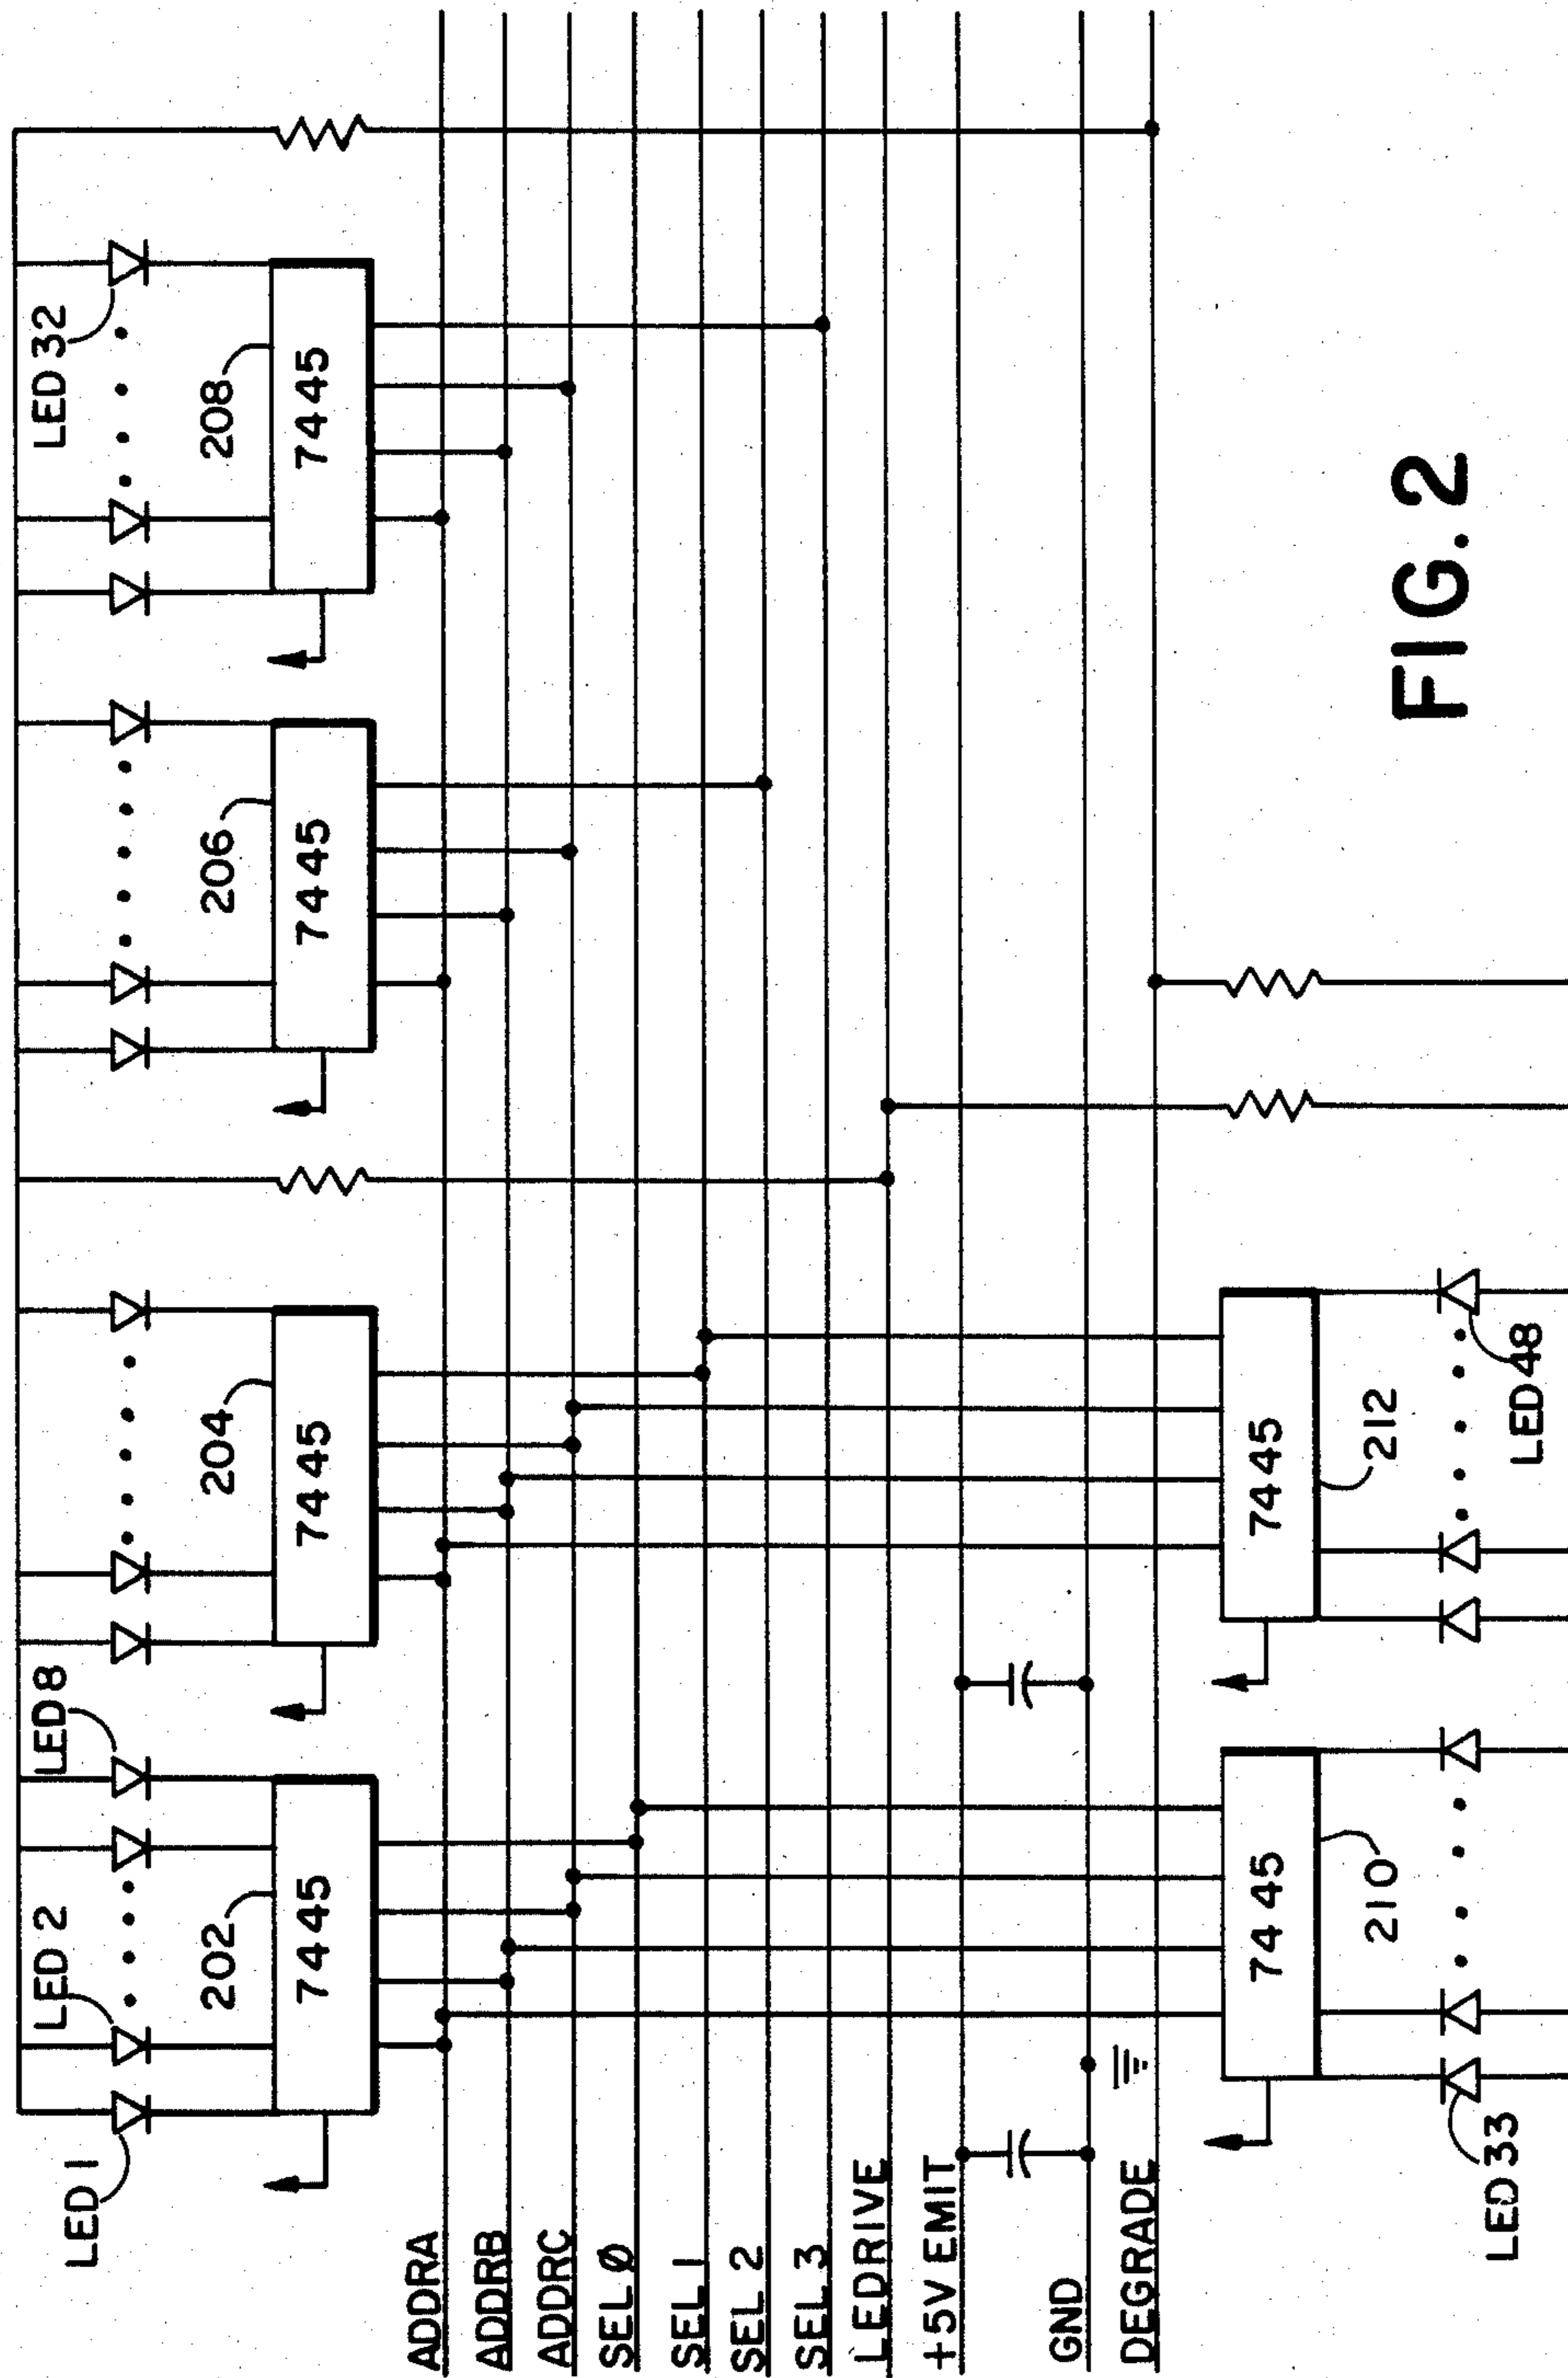 LED 1
LED 2
LED 8
LED 32
202
204
206
208
7445
7445
7445
7445
ADDRA
ADDRB
ADDRC
SEL Ø
SEL 1
SEL 2
SEL 3
LEDRIVE
+5V EMIT
GND
DEGRADE
7445
7445
210
212
LED 33
LED 48
FIG. 2